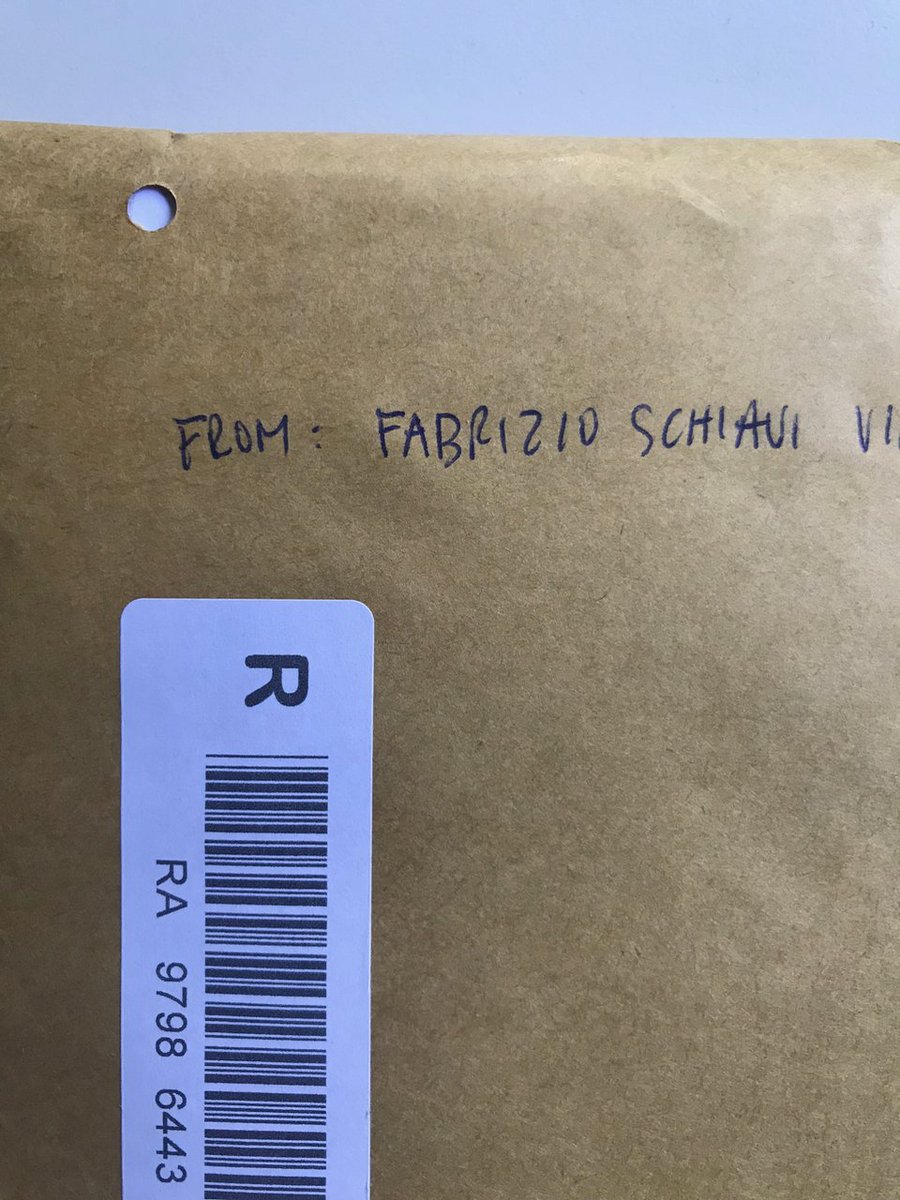 FROM: FABRIZIO SCHIAVI
R
RA 9798 6443